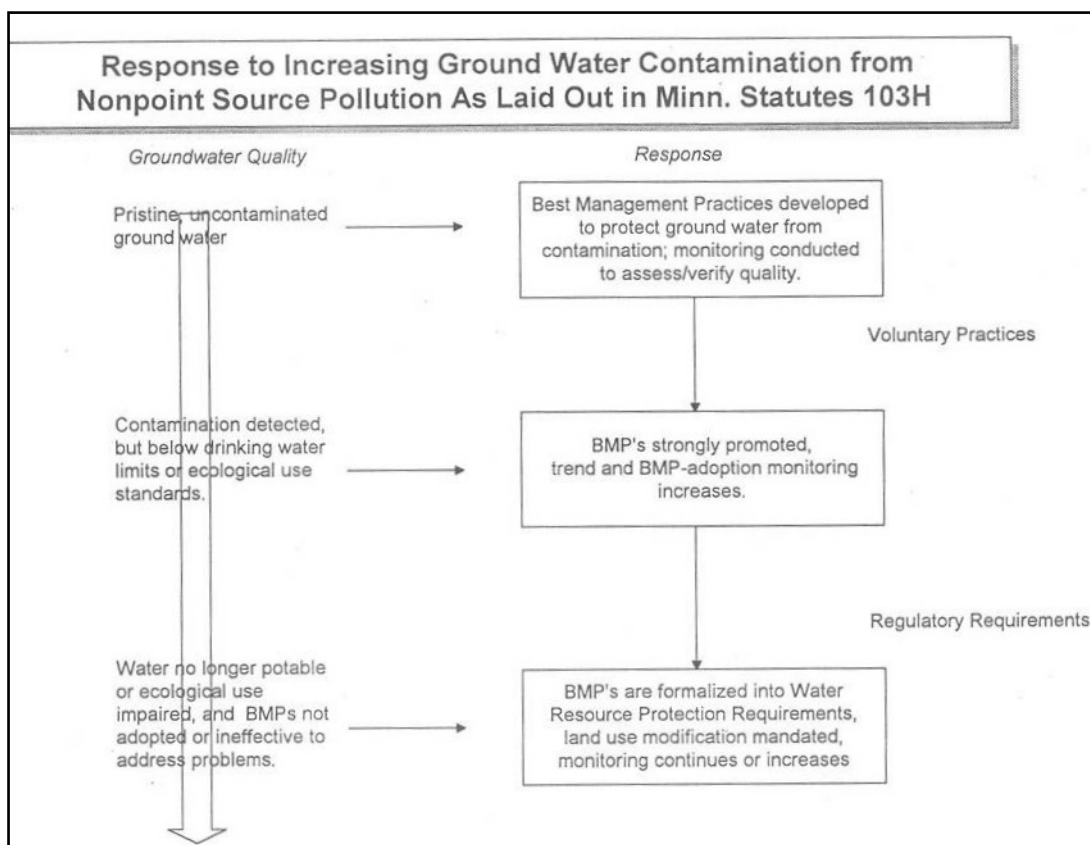 Response to Increasing Ground Water Contamination from
Nonpoint Source Pollution As Laid Out in Minn. Statutes 103H
Groundwater Quality
Response
Pristine, uncontaminated
ground water
Best Management Practices developed
to protect ground water from
contamination; monitoring conducted
to assess/verify quality.
Voluntary Practices
Contamination detected,
but below drinking water
limits or ecological use
standards.
BMP's strongly promoted,
trend and BMP-adoption monitoring
increases.
Regulatory Requirements
Water no longer potable
or ecological use
impaired, and BMPs not
adopted or ineffective to
address problems.
BMP's are formalized into Water
Resource Protection Requirements,
land use modification mandated,
monitoring continues or increases